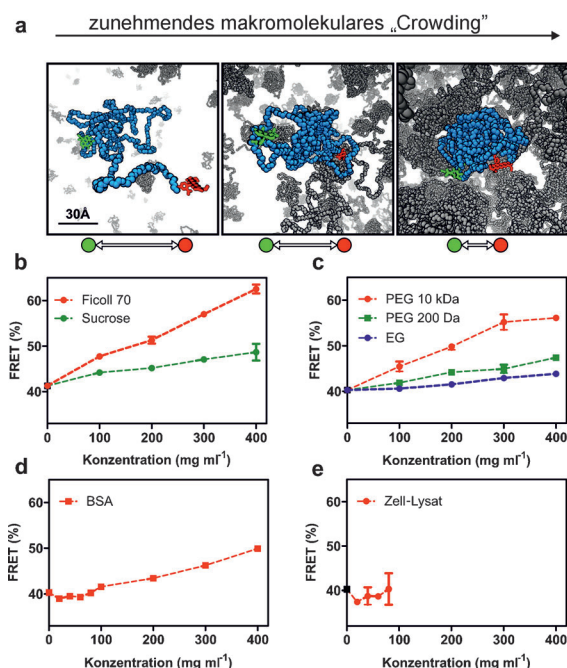 a
zunehmendes makromolekulares „Crowding“
30Å
b
c
60
50
40
FRET (%)
Ficoll 70
Sucrose
0 100 200 300 400
Konzentration (mg ml⁻¹)
60
50
40
FRET (%)
PEG 10 kDa
PEG 200 Da
EG
0 100 200 300 400
Konzentration (mg ml⁻¹)
d
e
60
50
40
FRET (%)
BSA
0 100 200 300 400
Konzentration (mg ml⁻¹)
60
50
40
FRET (%)
Zell-Lysat
0 100 200 300 400
Konzentration (mg ml⁻¹)